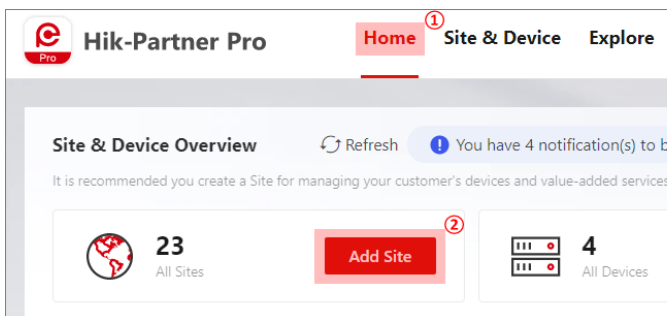 Pro
Hik-Partner Pro
Home
①
Site & Device
Explore
Site & Device Overview
Refresh
You have 4 notification(s) to b
It is recommended you create a Site for managing your customer's devices and value-added services
23
All Sites
Add Site
②
4
All Devices